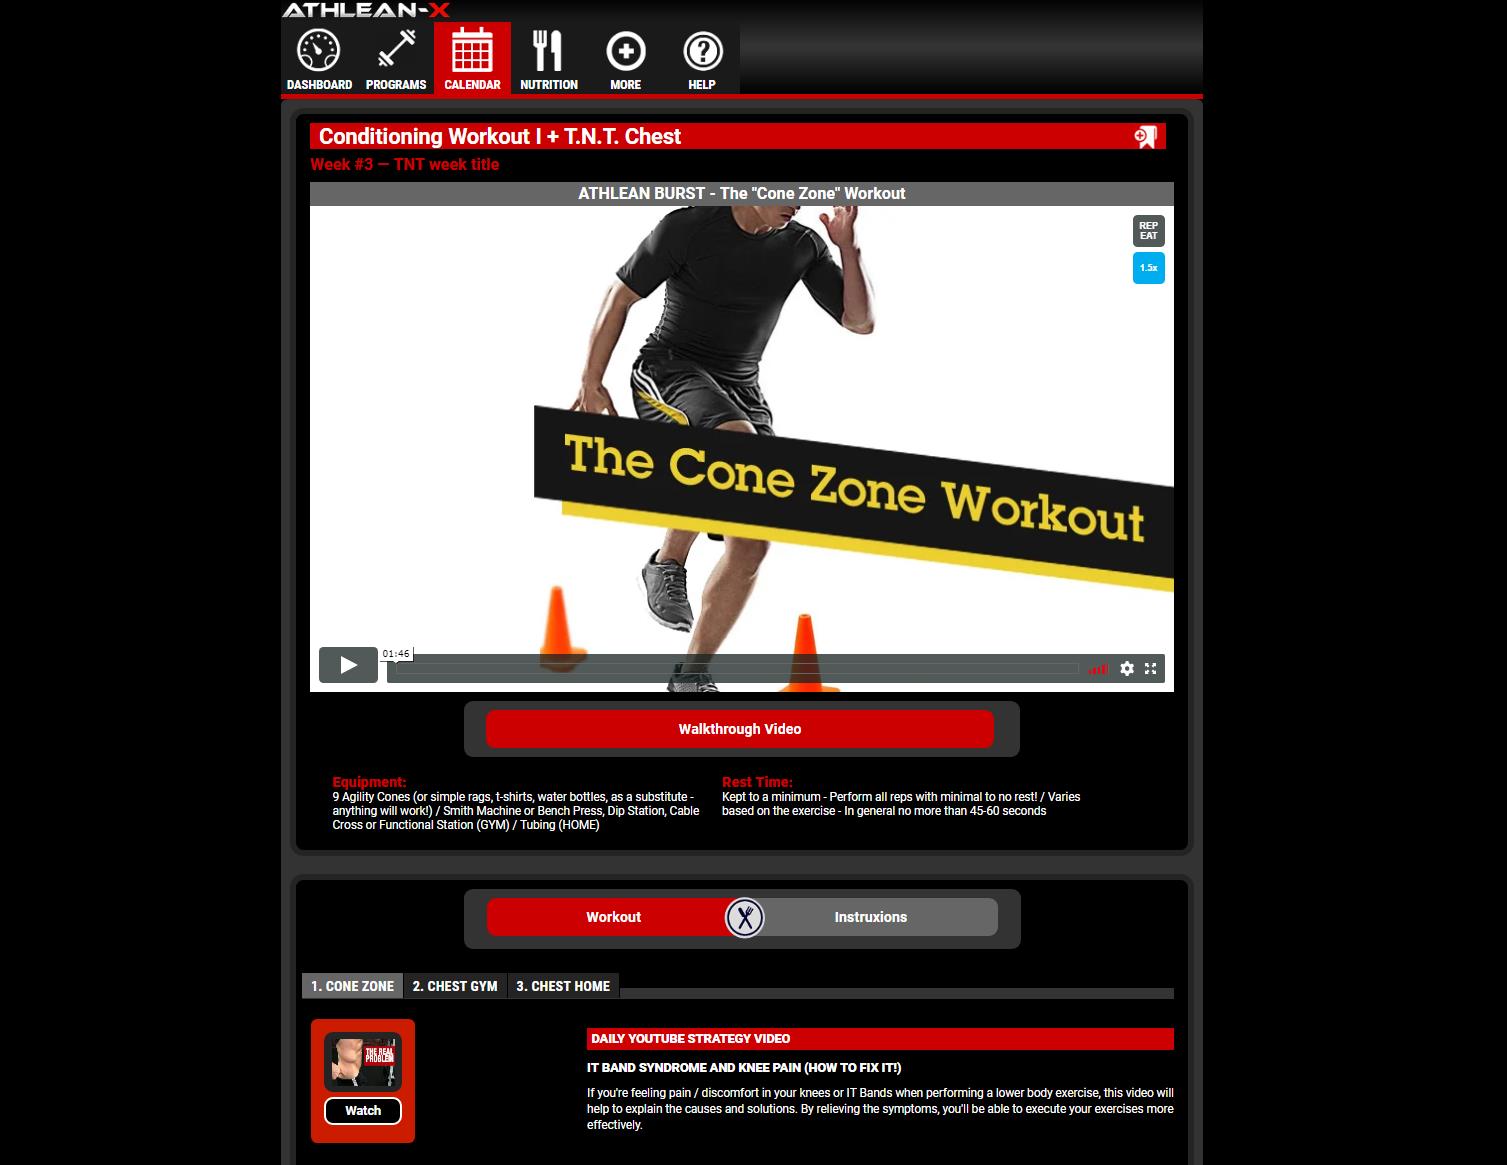 ATHLEAN-X
DASHBOARD
PROGRAMS
CALENDAR
NUTRITION
MORE
HELP
Conditioning Workout I + T.N.T. Chest
Week #3 — TNT week title
ATHLEAN BURST - The "Cone Zone" Workout
REP
EAT
1.5x
The Cone Zone Workout
01:46
Walkthrough Video
Equipment:
9 Agility Cones (or simple rags, t-shirts, water bottles, as a substitute -
anything will work!) / Smith Machine or Bench Press, Dip Station, Cable
Cross or Functional Station (GYM) / Tubing (HOME)
Rest Time:
Kept to a minimum - Perform all reps with minimal to no rest! / Varies
based on the exercise - In general no more than 45-60 seconds
Workout
Instruxions
1. CONE ZONE
2. CHEST GYM
3. CHEST HOME
THE REAL
PROBLEM
Watch
DAILY YOUTUBE STRATEGY VIDEO
IT BAND SYNDROME AND KNEE PAIN (HOW TO FIX IT!)
If you're feeling pain / discomfort in your knees or IT Bands when performing a lower body exercise, this video will
help to explain the causes and solutions. By relieving the symptoms, you'll be able to execute your exercises more
effectively.